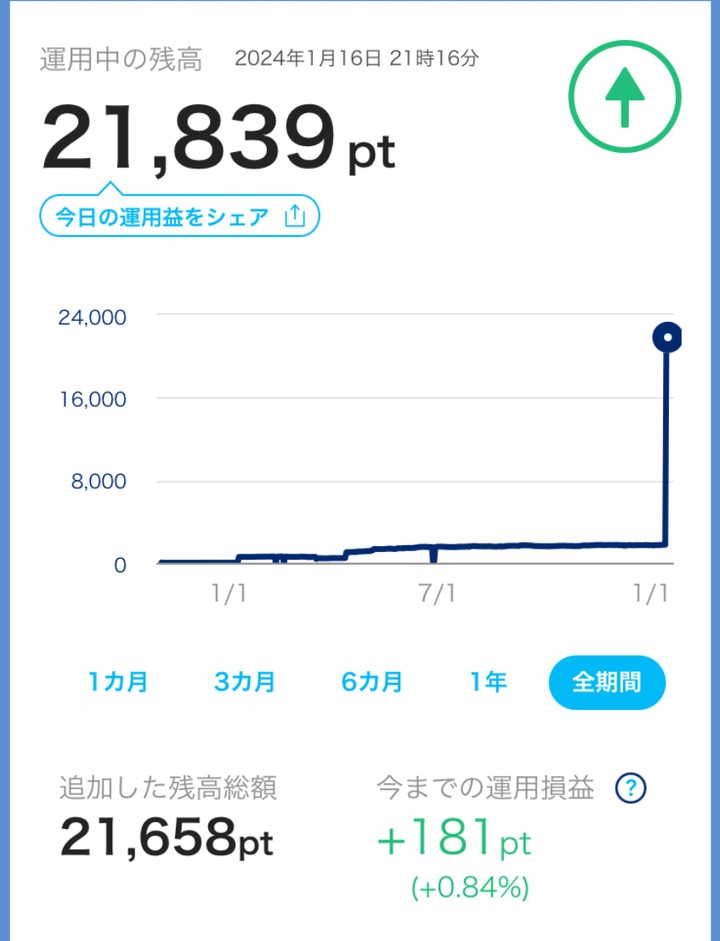 運用中の残高 2024年1月16日 21時16分
21,839 pt
今日の運用益をシェア
24,000
16,000
8,000
0
1/1 7/1 1/1
1カ月 3カ月 6カ月 1年 全期間
追加した残高総額 今までの運用損益 ?
21,658pt +181pt
(+0.84%)